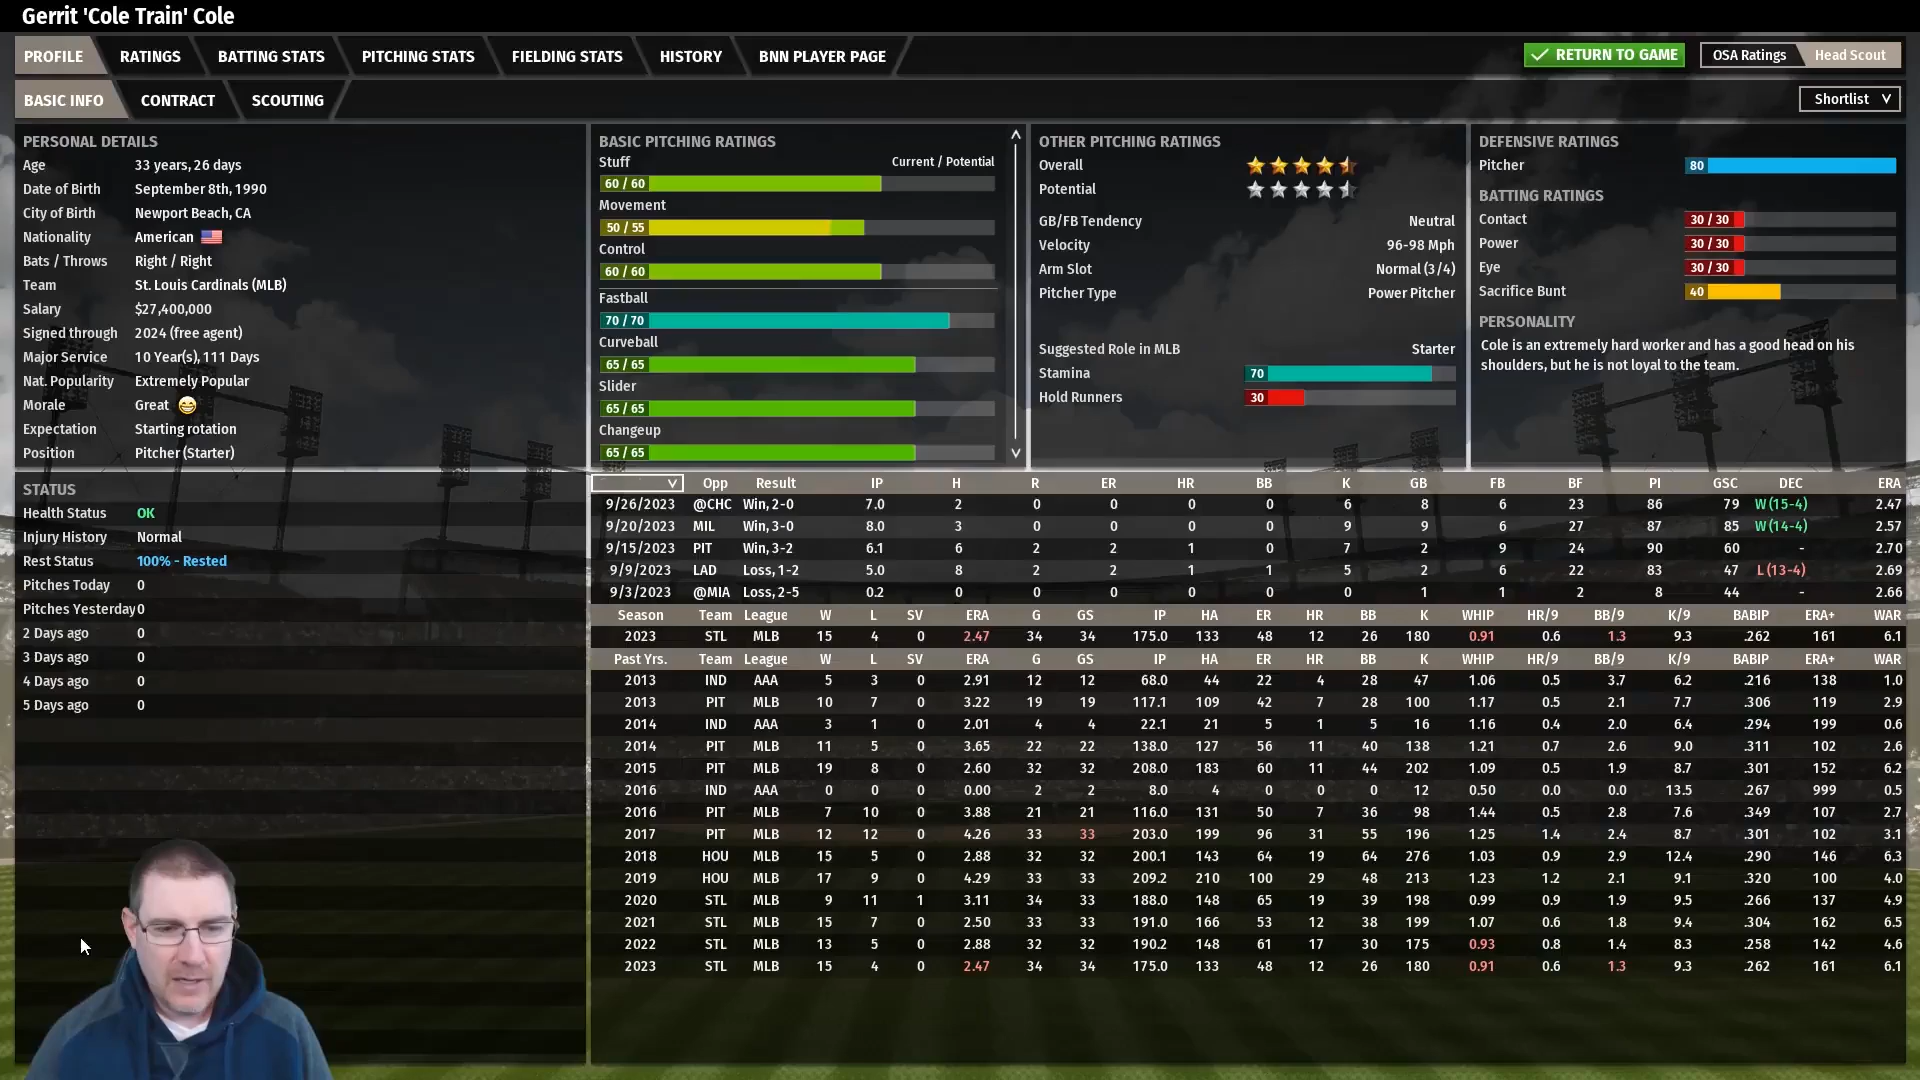 Gerrit 'Cole Train' Cole
PROFILE RATINGS BATTING STATS PITCHING STATS FIELDING STATS HISTORY BNN PLAYER PAGE RETURN TO GAME OSA Ratings Head Scout
BASIC INFO CONTRACT SCOUTING Shortlist
PERSONAL DETAILS
Age 33 years, 26 days
Date of Birth September 8th, 1990
City of Birth Newport Beach, CA
Nationality American
Bats / Throws Right / Right
Team St. Louis Cardinals (MLB)
Salary $27,400,000
Signed through 2024 (free agent)
Major Service 10 Year(s), 111 Days
Nat. Popularity Extremely Popular
Morale Great
Expectation Starting rotation
Position Pitcher (Starter)
BASIC PITCHING RATINGS
Stuff Current / Potential
60 / 60
Movement
50 / 55
Control
60 / 60
Fastball
70 / 70
Curveball
65 / 65
Slider
65 / 65
Changeup
65 / 65
OTHER PITCHING RATINGS
Overall
Potential
GB/FB Tendency Neutral
Velocity 96-98 Mph
Arm Slot Normal (3/4)
Pitcher Type Power Pitcher
Suggested Role in MLB Starter
Stamina 70
Hold Runners 30
DEFENSIVE RATINGS
Pitcher 80
BATTING RATINGS
Contact 30 / 30
Power 30 / 30
Eye 30 / 30
Sacrifice Bunt 40
PERSONALITY
Cole is an extremely hard worker and has a good head on his
shoulders, but he is not loyal to the team.
STATUS
Health Status OK
Injury History Normal
Rest Status 100% - Rested
Pitches Today 0
Pitches Yesterday 0
2 Days ago 0
3 Days ago 0
4 Days ago 0
5 Days ago 0
Opp Result IP H R ER HR BB K GB FB BF PI GSC DEC ERA
9/26/2023 @CHC Win, 2-0 7.0 2 0 0 0 0 6 8 6 23 86 79 W (15-4) 2.47
9/20/2023 MIL Win, 3-0 8.0 3 0 0 0 0 9 9 6 27 87 85 W (14-4) 2.57
9/15/2023 PIT Win, 3-2 6.1 6 2 2 1 0 7 2 9 24 90 60 - 2.70
9/9/2023 LAD Loss, 1-2 5.0 8 2 2 1 1 5 2 6 22 83 47 L (13-4) 2.69
9/3/2023 @MIA Loss, 2-5 0.2 0 0 0 0 0 0 1 1 2 8 44 - 2.66
Season Team League W L SV ERA G GS IP HA ER HR BB K WHIP HR/9 BB/9 K/9 BABIP ERA+ WAR
2023 STL MLB 15 4 0 2.47 34 34 175.0 133 48 12 26 180 0.91 0.6 1.3 9.3 .262 161 6.1
Past Yrs. Team League W L SV ERA G GS IP HA ER HR BB K WHIP HR/9 BB/9 K/9 BABIP ERA+ WAR
2013 IND AAA 5 3 0 2.91 12 12 68.0 44 22 4 28 47 1.06 0.5 3.7 6.2 .216 138 1.0
2013 PIT MLB 10 7 0 3.22 19 19 117.1 109 42 7 28 100 1.17 0.5 2.1 7.7 .306 119 2.9
2014 IND AAA 3 1 0 2.01 4 4 22.1 21 5 1 5 16 1.16 0.4 2.0 6.4 .294 199 0.6
2014 PIT MLB 11 5 0 3.65 22 22 138.0 127 56 11 40 138 1.21 0.7 2.6 9.0 .311 102 2.6
2015 PIT MLB 19 8 0 2.60 32 32 208.0 183 60 11 44 202 1.09 0.5 1.9 8.7 .301 152 6.2
2016 IND AAA 0 0 0 0.00 2 2 8.0 4 0 0 0 12 0.50 0.0 0.0 13.5 .267 999 0.5
2016 PIT MLB 7 10 0 3.88 21 21 116.0 131 50 7 36 98 1.44 0.5 2.8 7.6 .349 107 2.7
2017 PIT MLB 12 12 0 4.26 33 33 203.0 199 96 31 55 196 1.25 1.4 2.4 8.7 .301 102 3.1
2018 HOU MLB 15 5 0 2.88 32 32 200.1 143 64 19 64 276 1.03 0.9 2.9 12.4 .290 146 6.3
2019 HOU MLB 17 9 0 4.29 33 33 209.2 210 100 29 48 213 1.23 1.2 2.1 9.1 .320 100 4.0
2020 STL MLB 9 11 1 3.11 34 33 188.0 148 65 19 39 198 0.99 0.9 1.9 9.5 .266 137 4.9
2021 STL MLB 15 7 0 2.50 33 33 191.0 166 53 12 38 199 1.07 0.6 1.8 9.4 .304 162 6.5
2022 STL MLB 13 5 0 2.88 32 32 190.2 148 61 17 30 175 0.93 0.8 1.4 8.3 .258 142 4.6
2023 STL MLB 15 4 0 2.47 34 34 175.0 133 48 12 26 180 0.91 0.6 1.3 9.3 .262 161 6.1